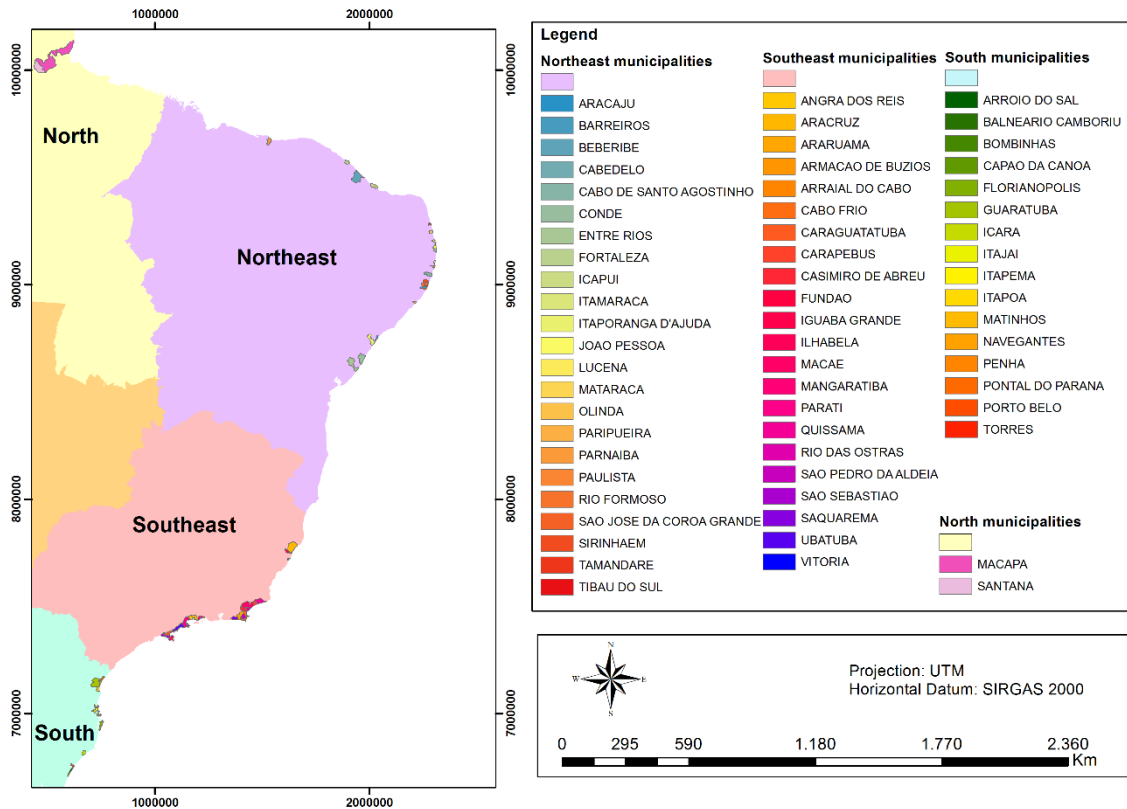 1000000 2000000
10000000 10000000
9000000 9000000
8000000 8000000
7000000 7000000
1000000 2000000
North
Northeast
Southeast
South
Legend
Northeast municipalities
ARACAJU
BARREIROS
BEBERIBE
CABEDELO
CABO DE SANTO AGOSTINHO
CONDE
ENTRE RIOS
FORTALEZA
ICAPUI
ITAMARACA
ITAPORANGA D'AJUDA
JOAO PESSOA
LUCENA
MATARACA
OLINDA
PARIPUEIRA
PARNAIBA
PAULISTA
RIO FORMOSO
SAO JOSE DA COROA GRANDE
SIRINHAEM
TAMANDARE
TIBAU DO SUL
Southeast municipalities
ANGRA DOS REIS
ARACRUZ
ARARUAMA
ARMACAO DE BUZIOS
ARRAIAL DO CABO
CABO FRIO
CARAGUATATUBA
CARAPEBUS
CASIMIRO DE ABREU
FUNDAO
IGUABA GRANDE
ILHABELA
MACAE
MANGARATIBA
PARATI
QUISSAMA
RIO DAS OSTRAS
SAO PEDRO DA ALDEIA
SAO SEBASTIAO
SAQUAREMA
UBATUBA
VITORIA
South municipalities
ARROIO DO SAL
BALNEARIO CAMBORIU
BOMBINHAS
CAPAO DA CANOA
FLORIANOPOLIS
GUARATUBA
ICARA
ITAJAI
ITAPEMA
ITAPOA
MATINHOS
NAVEGANTES
PENHA
PONTAL DO PARANA
PORTO BELO
TORRES
North municipalities
MACAPA
SANTANA
N
W E
S
Projection: UTM
Horizontal Datum: SIRGAS 2000
0 295 590 1.180 1.770 2.360
Km